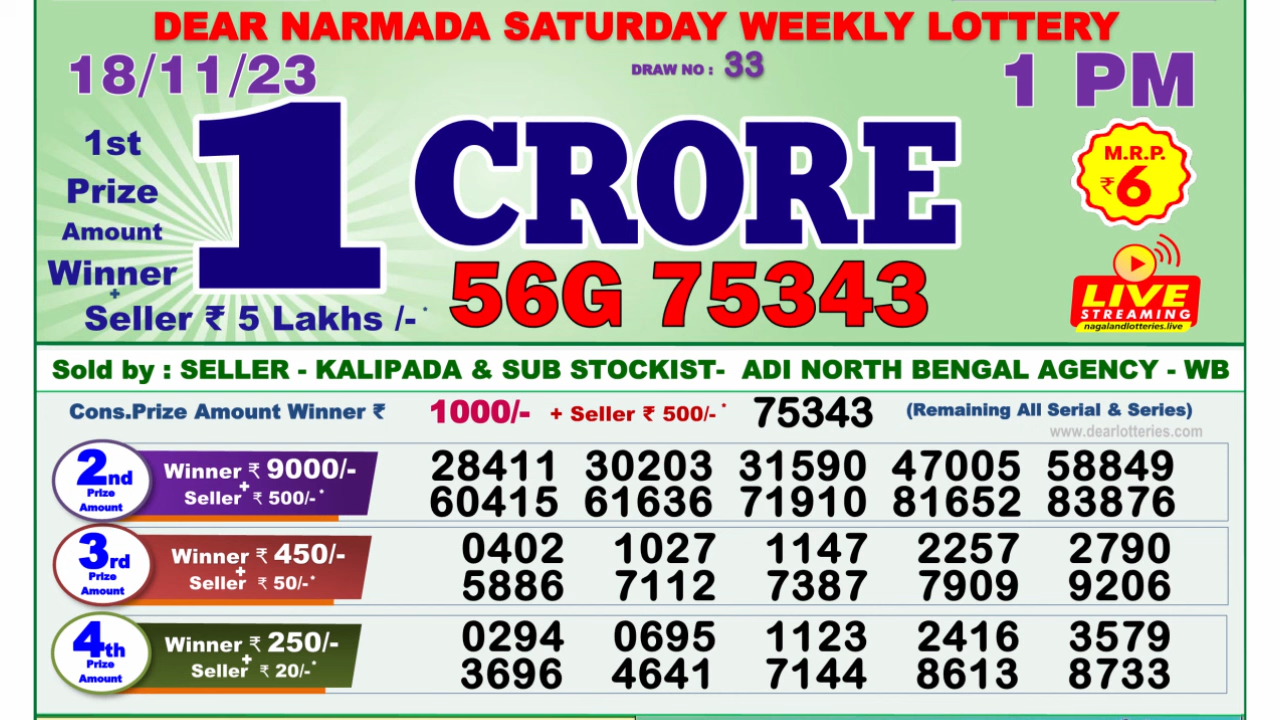 DEAR NARMADA SATURDAY WEEKLY LOTTERY
18/11/23 DRAW NO : 33 1 PM
1st Prize Amount Winner
1 CRORE
M.R.P.
₹6
+
Seller ₹ 5 Lakhs /-*
56G 75343
LIVE
STREAMING
nagalandlotteries.live
Sold by : SELLER - KALIPADA & SUB STOCKIST- ADI NORTH BENGAL AGENCY - WB
Cons.Prize Amount Winner ₹ 1000/- + Seller ₹ 500/-* 75343 (Remaining All Serial & Series)
www.dearlotteries.com
2nd Prize Amount
Winner ₹ 9000/-
+
Seller ₹ 500/-*
28411 30203 31590 47005 58849
60415 61636 71910 81652 83876
3rd Prize Amount
Winner ₹ 450/-
+
Seller ₹ 50/-*
0402 1027 1147 2257 2790
5886 7112 7387 7909 9206
4th Prize Amount
Winner ₹ 250/-
+
Seller ₹ 20/-*
0294 0695 1123 2416 3579
3696 4641 7144 8613 8733